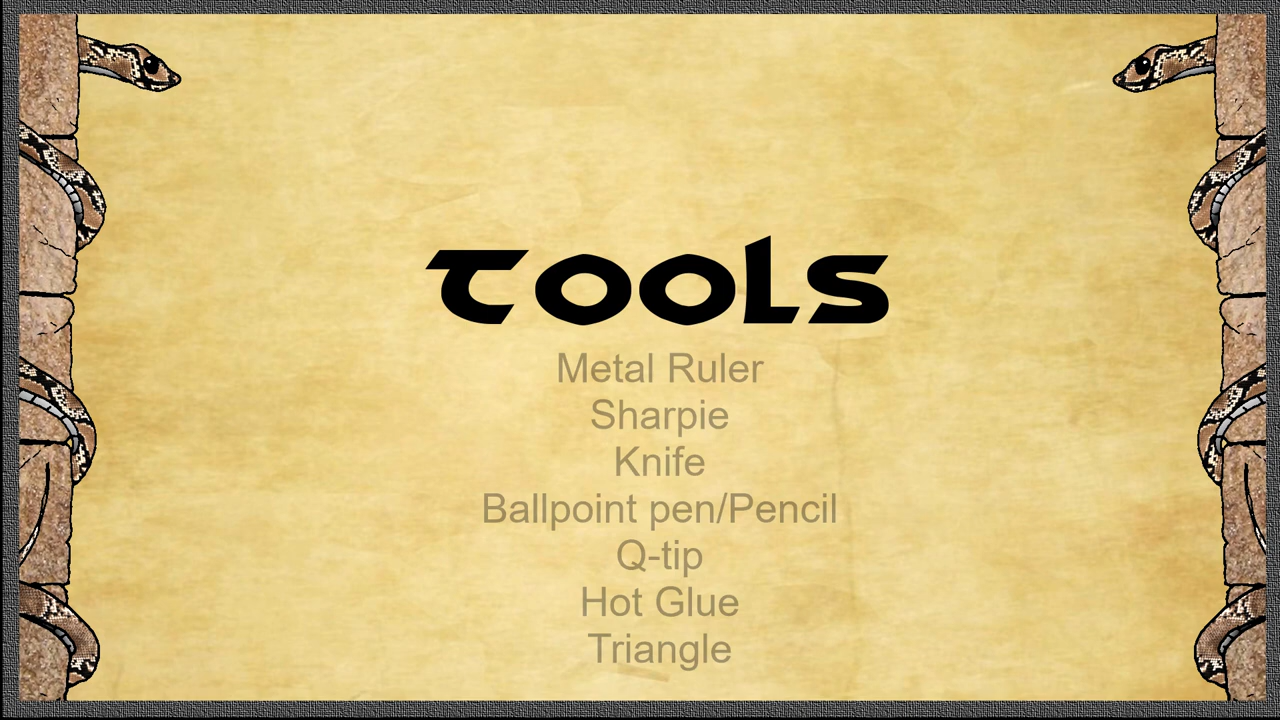 TOOLS
Metal Ruler
Sharpie
Knife
Ballpoint pen/Pencil
Q-tip
Hot Glue
Triangle